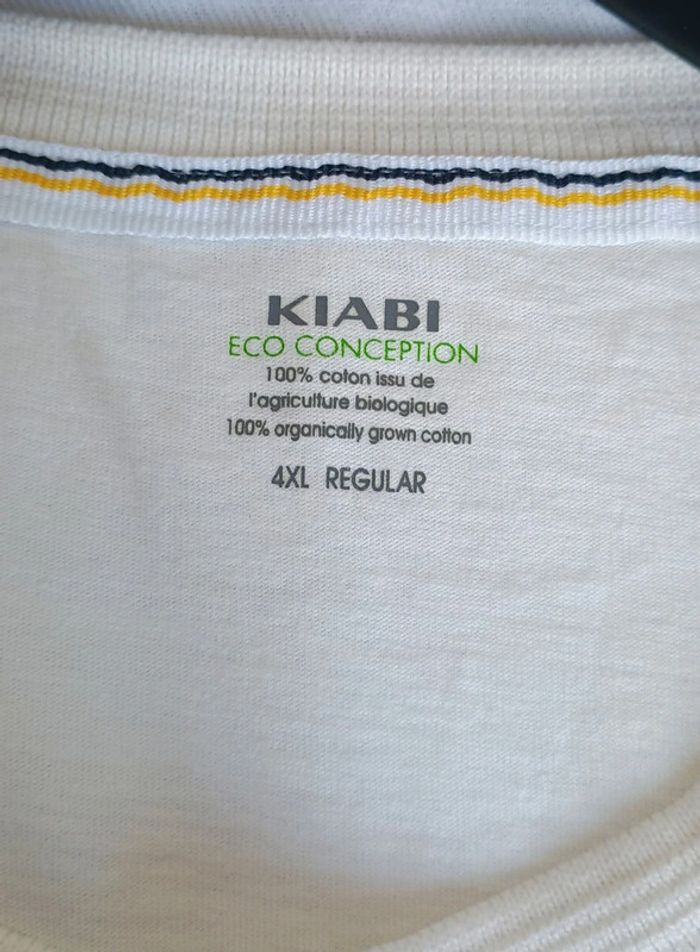 KIABI
ECO CONCEPTION
100% coton issu de
l'agriculture biologique
100% organically grown cotton
4XL REGULAR